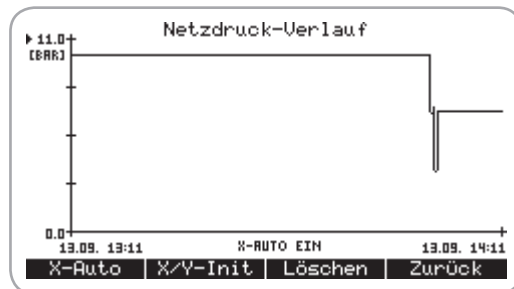 Netzdruck-Verlauf
11.0
[BAR]
0.0
13.09. 13:11 X-AUTO EIN 13.09. 14:11
X-Auto X/Y-Init Löschen Zurück